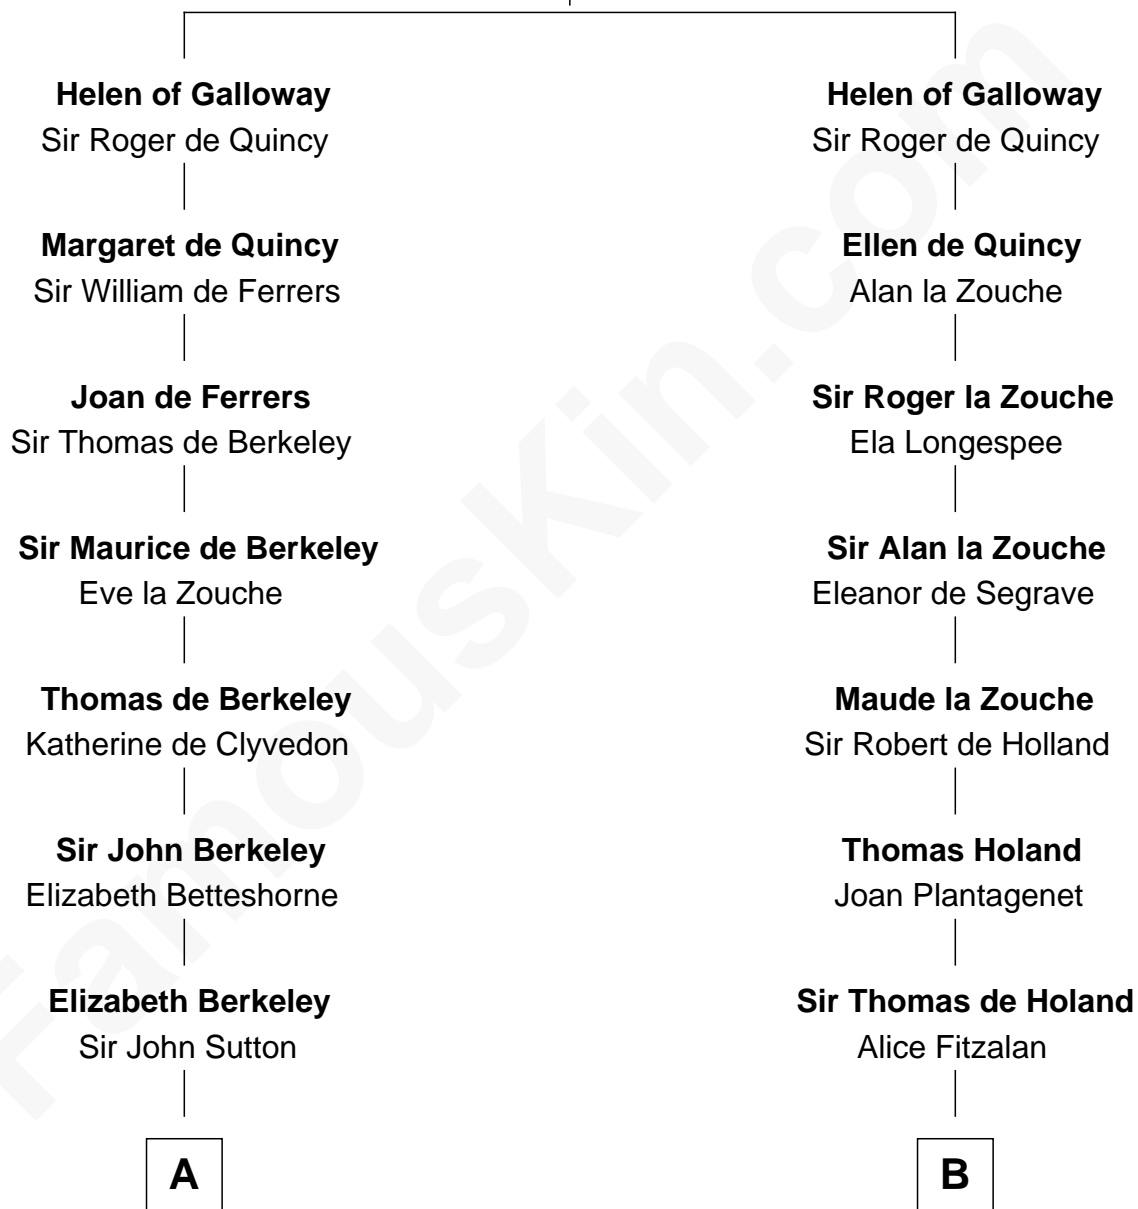 Helen of Galloway
Sir Roger de Quincy
Margaret de Quincy
Sir William de Ferrers
Joan de Ferrers
Sir Thomas de Berkeley
Sir Maurice de Berkeley
Eve la Zouche
Thomas de Berkeley
Katherine de Clyvedon
Sir John Berkeley
Elizabeth Betteshorne
Elizabeth Berkeley
Sir John Sutton
A
Helen of Galloway
Sir Roger de Quincy
Ellen de Quincy
Alan la Zouche
Sir Roger la Zouche
Ela Longespee
Sir Alan la Zouche
Eleanor de Segrave
Maude la Zouche
Sir Robert de Holland
Thomas Holand
Joan Plantagenet
Sir Thomas de Holand
Alice Fitzalan
B
FamousKin.com